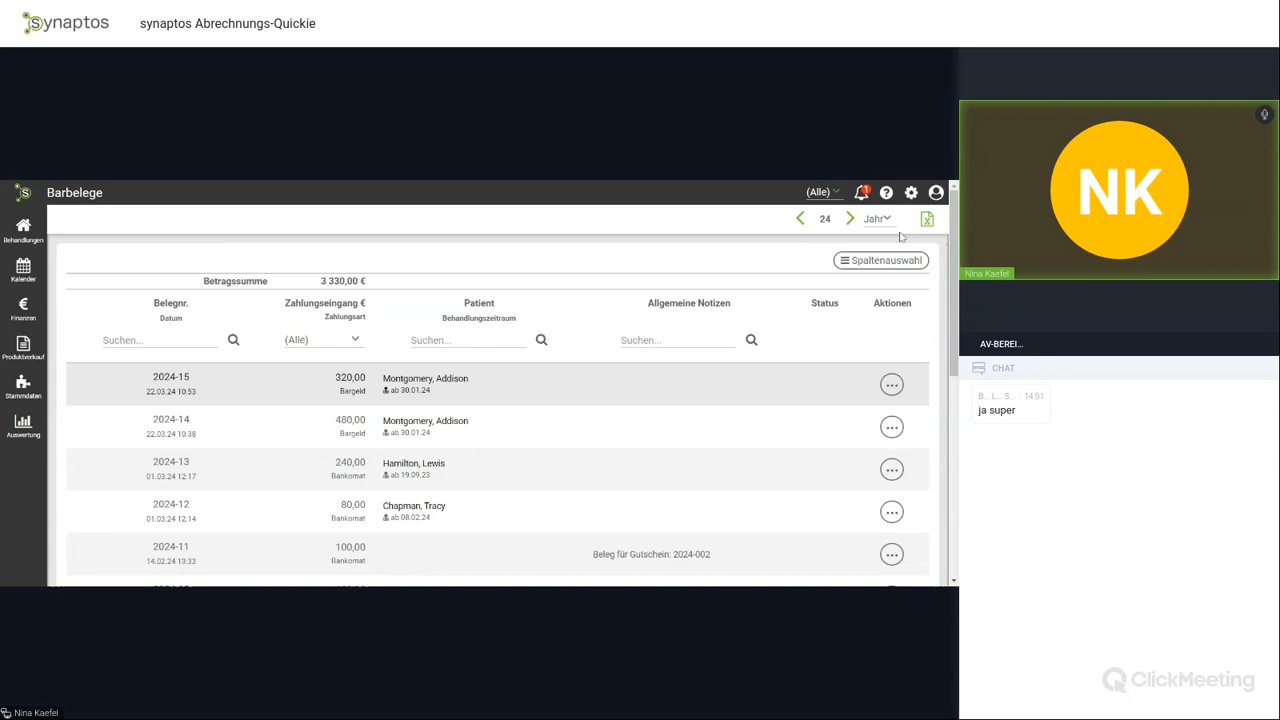 synaptos
synaptos Abrechnungs-Quickie
Barbelege
(Alle)
1
24
Jahr
Spaltenauswahl
Behandlungen
Kalender
Finanzen
Produktverkauf
Stammdaten
Auswertung
Betragssumme 3 330,00 €
Belegnr. Zahlungseingang € Patient Allgemeine Notizen Status Aktionen
Datum Zahlungsart Behandlungszeitraum
Suchen... (Alle) Suchen... Suchen...
2024-15 320,00 Montgomery, Addison
22.03.24 10:53 Bargeld ab 30.01.24
2024-14 480,00 Montgomery, Addison
22.03.24 10:38 Bargeld ab 30.01.24
2024-13 240,00 Hamilton, Lewis
01.03.24 12:17 Bankomat ab 19.09.23
2024-12 80,00 Chapman, Tracy
01.03.24 12:14 Bankomat ab 08.02.24
2024-11 100,00 Beleg für Gutschein: 2024-002
14.02.24 13:33 Bankomat
Nina Kaefel
NK
Nina Kaefel
AV-BEREI...
CHAT
B... L... S... · 14:01
ja super
ClickMeeting